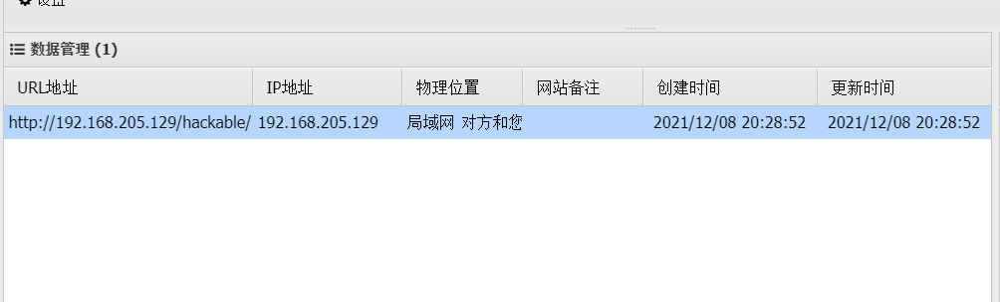 设置
数据管理 (1)
URL地址 IP地址 物理位置 网站备注 创建时间 更新时间
http://192.168.205.129/hackable/ 192.168.205.129 局域网 对方和您 2021/12/08 20:28:52 2021/12/08 20:28:52